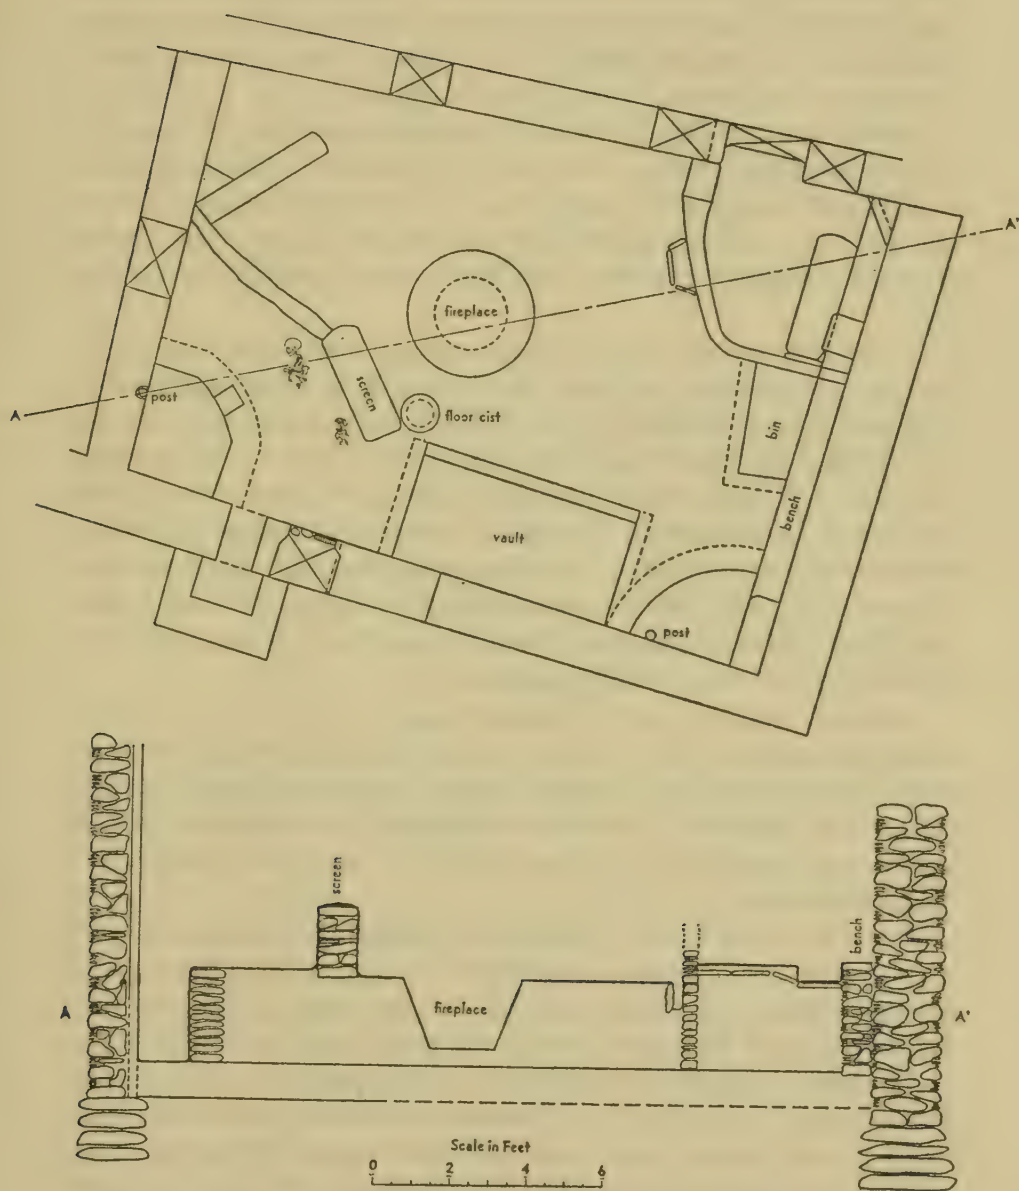 A'
fireplace
screen
post
A
floor cist
bin
bench
vault
post
screen
bench
fireplace
A
A'
Scale in Feet
0 2 4 6